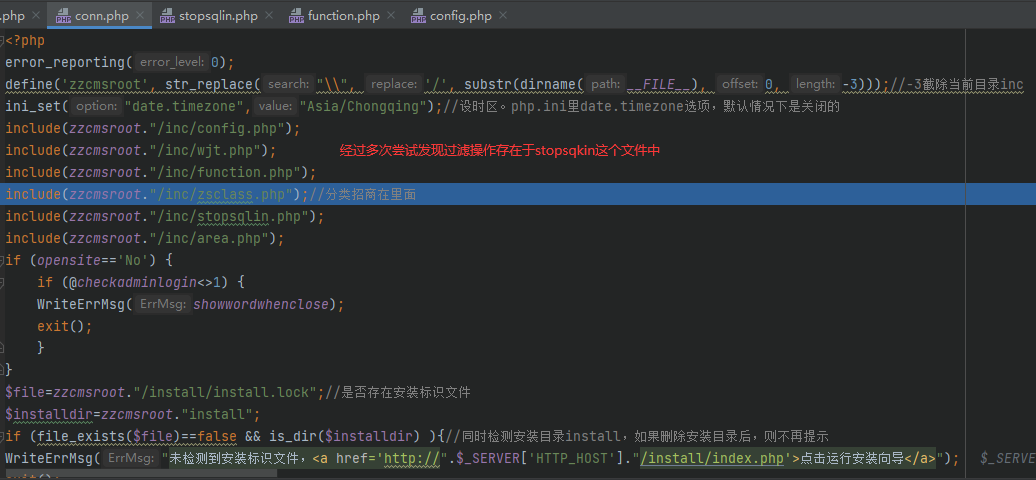 .php × conn.php × stopsqlin.php × function.php × config.php ×
<?php
error_reporting( error_level: 0);
define('zzcmsroot', str_replace( search: "\\", replace: '/', substr(dirname( path: __FILE__), offset: 0, length: -3)));//-3截除当前目录inc
ini_set( option: "date.timezone", value: "Asia/Chongqing");//设时区。php.ini里date.timezone选项，默认情况下是关闭的
include(zzcmsroot."/inc/config.php");
include(zzcmsroot."/inc/wjt.php"); 经过多次尝试发现过滤操作存在于stopsqkin这个文件中
include(zzcmsroot."/inc/function.php");
include(zzcmsroot."/inc/zsclass.php");//分类招商在里面
include(zzcmsroot."/inc/stopsqlin.php");
include(zzcmsroot."/inc/area.php");
if (opensite=='No') {
if (@checkadminlogin<>1) {
WriteErrMsg( ErrMsg: showwordwhenclose);
exit();
}
}
$file=zzcmsroot."/install/install.lock";//是否存在安装标识文件
$installdir=zzcmsroot."install";
if (file_exists($file)==false && is_dir($installdir) ){//同时检测安装目录install，如果删除安装目录后，则不再提示
WriteErrMsg( ErrMsg: "未检测到安装标识文件，<a href='http://".$_SERVER['HTTP_HOST']."/install/index.php'>点击运行安装向导</a>"); $_SERVE